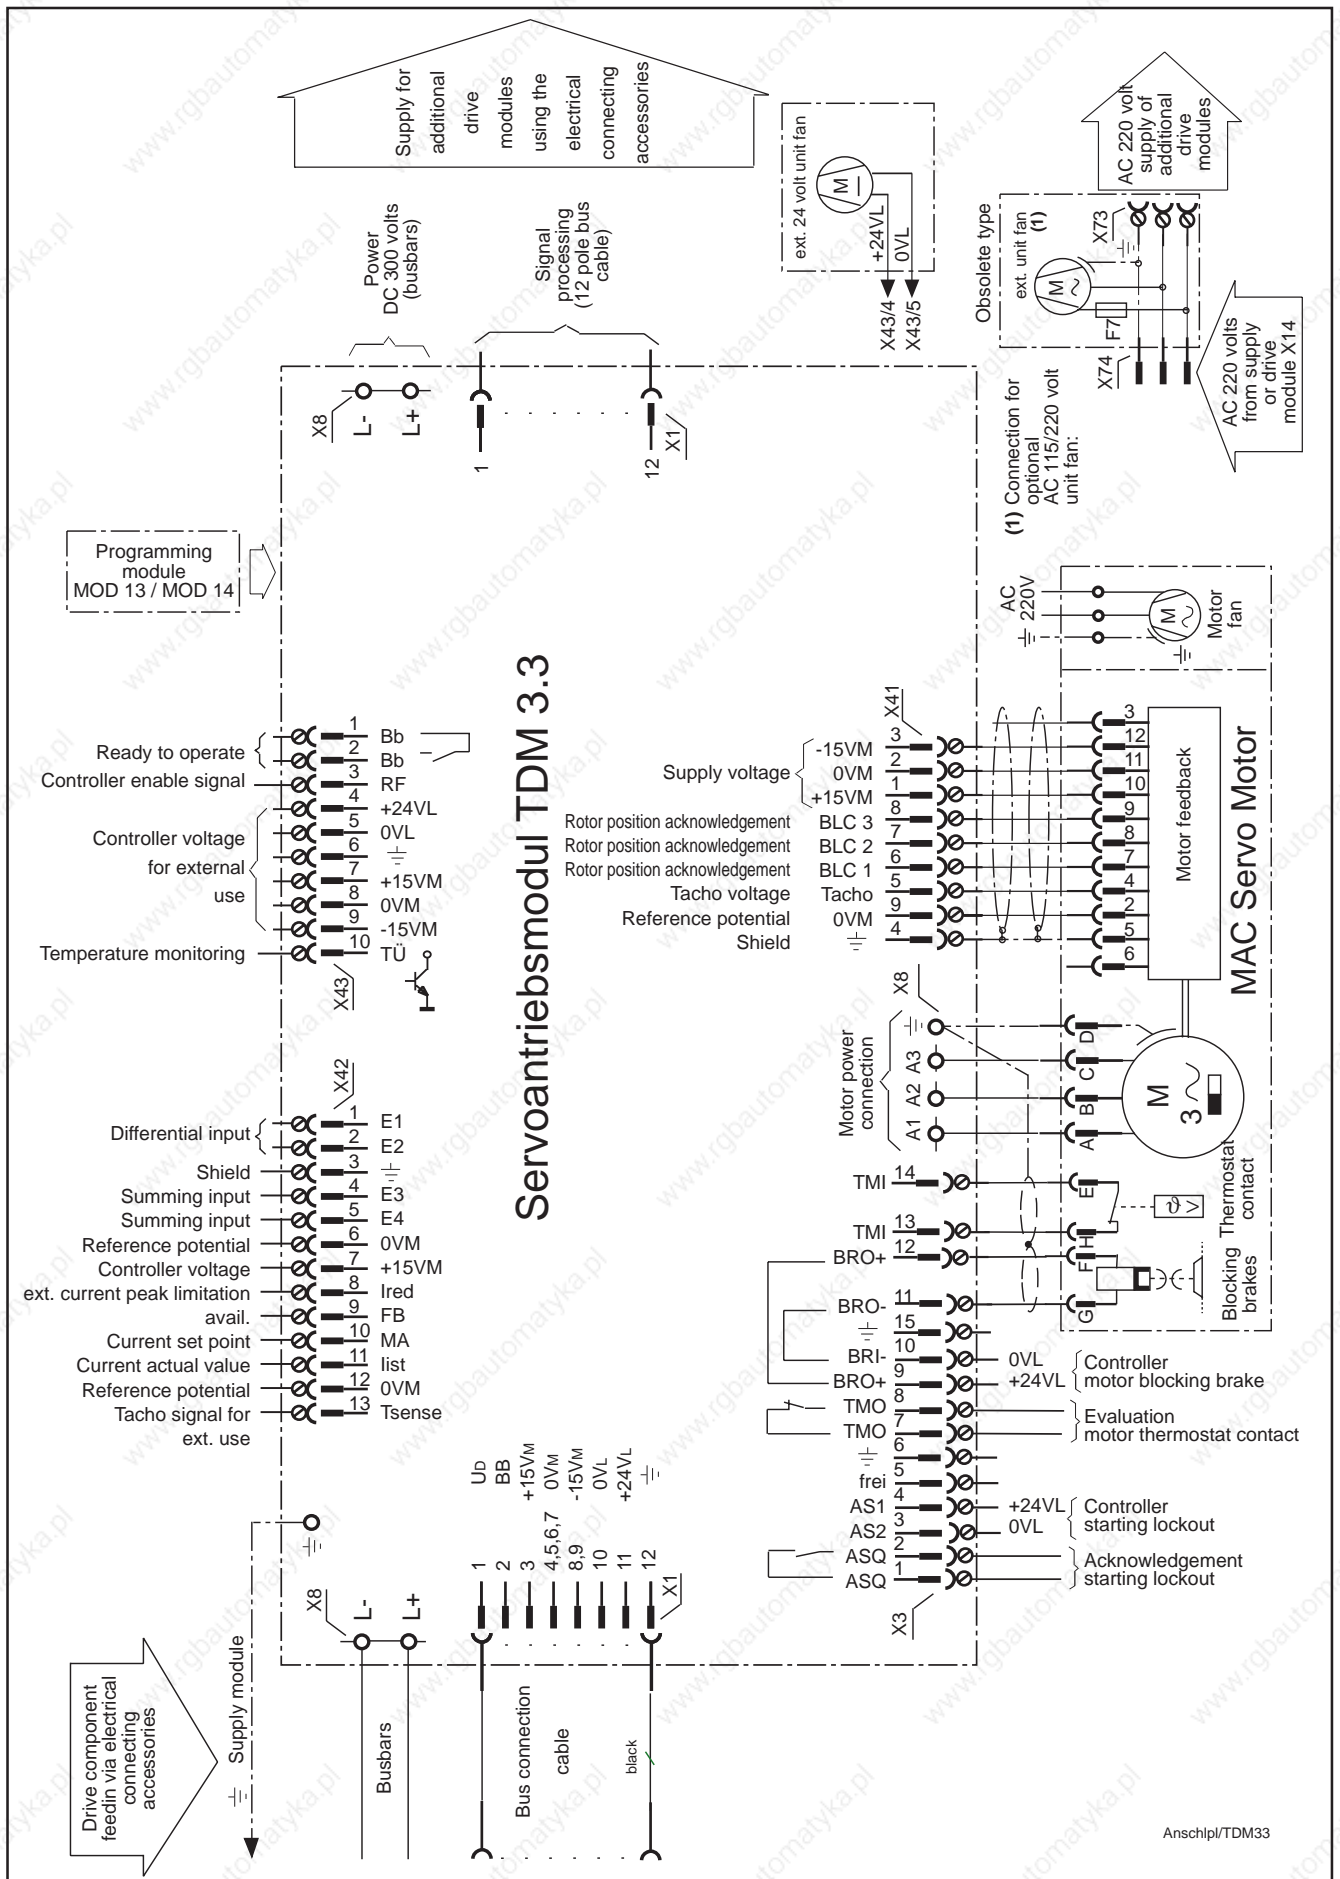 Supply for
additional
drive
modules
using the
electrical
connecting
accessories
AC 220 volt
supply of
additional
drive
modules
ext. 24 volt unit fan
M
+24VL
0VL
X43/4
X43/5
Obsolete type
ext. unit fan
(1)
X73
M
F7
X74
AC 220 volts
from supply
or drive
module X14
(1) Connection for
optional
AC 115/220 volt
unit fan:
Power
DC 300 volts
(busbars)
Signal
processing
(12 pole bus
cable)
X8
L-
L+
1
12
X1
Programming
module
MOD 13 / MOD 14
Servoantriebsmodul TDM 3.3
Ready to operate
1 Bb
2 Bb
Controller enable signal 3 RF
Controller voltage
for external
use
4 +24VL
5 0VL
6
7 +15VM
8 0VM
9 -15VM
Temperature monitoring 10 TÜ
X43
X42
Differential input
1 E1
2 E2
Shield 3
Summing input 4 E3
Summing input 5 E4
Reference potential 6 0VM
Controller voltage 7 +15VM
ext. current peak limitation 8 Ired
avail. 9 FB
Current set point 10 MA
Current actual value 11 Iist
Reference potential 12 0VM
Tacho signal for 13 Tsense
ext. use
AC
220V
M
Motor
fan
X41
Supply voltage
-15VM 3
0VM 2
+15VM 1
Rotor position acknowledgement BLC 3 8
Rotor position acknowledgement BLC 2 7
Rotor position acknowledgement BLC 1 6
Tacho voltage Tacho 5
Reference potential 0VM 9
Shield 4
3
12
11
10
9
8
7
4
2
5
6
Motor feedback
MAC Servo Motor
X8
Motor power
connection
A3
A2
A1
D
C
B
A
M
3
TMI 14
TMI 13
BRO+ 12
BRO- 11
15
BRI- 10
BRO+ 9
TMO 8
TMO 7
6
frei 5
AS1 4
AS2 3
ASQ 2
ASQ 1
X3
E
H
F
G
ϑ >
Thermostat
contact
Blocking
brakes
0VL
+24VL
Controller
motor blocking brake
Evaluation
motor thermostat contact
+24VL
0VL
Controller
starting lockout
Acknowledgement
starting lockout
UD
BB
+15VM
0VM
-15VM
0VL
+24VL
1
2
3
4,5,6,7
8,9
10
11
12
X1
X8
L-
L+
Drive component
feedin via electrical
connecting
accessories
Supply module
Busbars
Bus connection
cable
black
Anschlpl/TDM33
www.rgbautomatyka.pl